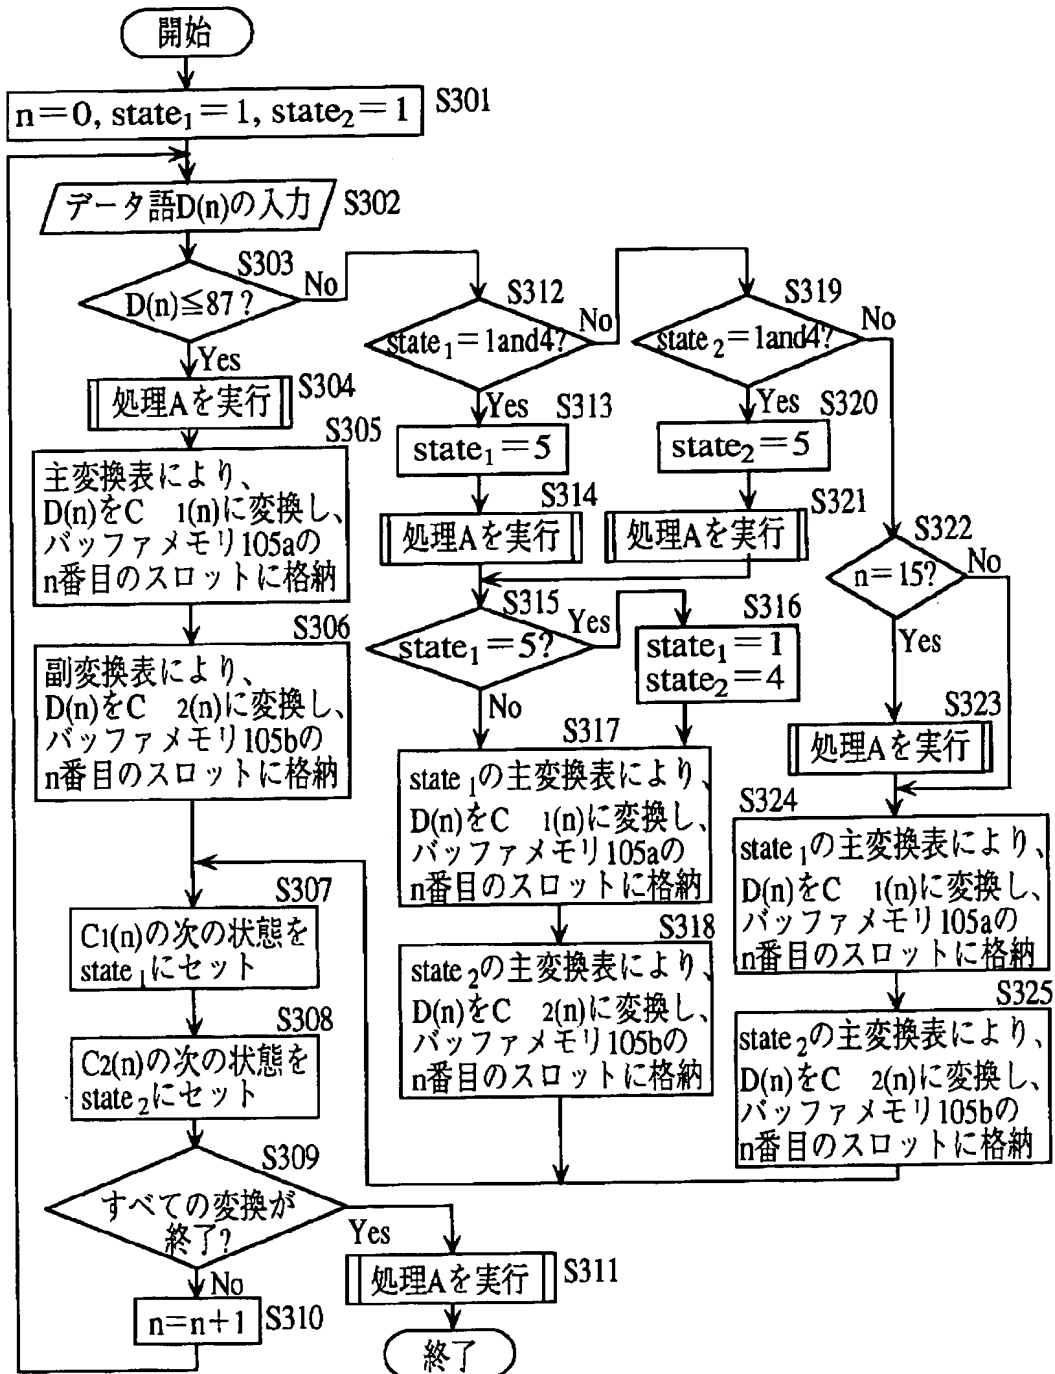 開始
n=0, state₁=1, state₂=1
S301
データ語D(n)の入力
S302
S303
D(n)≦87?
No
Yes
処理Aを実行
S304
S305
主変換表により、
D(n)をC 1(n)に変換し、
バッファメモリ105aの
n番目のスロットに格納
S306
副変換表により、
D(n)をC 2(n)に変換し、
バッファメモリ105bの
n番目のスロットに格納
S307
C1(n)の次の状態を
state₁にセット
S308
C2(n)の次の状態を
state₂にセット
S309
すべての変換が
終了?
Yes
No
n=n+1
S310
処理Aを実行
S311
終了
S312
state₁=1and4?
No
Yes
S313
state₁=5
S314
処理Aを実行
S315
state₁=5?
Yes
No
S316
state₁=1
state₂=4
S317
state₁の主変換表により、
D(n)をC 1(n)に変換し、
バッファメモリ105aの
n番目のスロットに格納
S318
state₂の主変換表により、
D(n)をC 2(n)に変換し、
バッファメモリ105bの
n番目のスロットに格納
S319
state₂=1and4?
No
Yes
S320
state₂=5
S321
処理Aを実行
S322
n=15?
No
Yes
S323
処理Aを実行
S324
state₁の主変換表により、
D(n)をC 1(n)に変換し、
バッファメモリ105aの
n番目のスロットに格納
S325
state₂の主変換表により、
D(n)をC 2(n)に変換し、
バッファメモリ105bの
n番目のスロットに格納